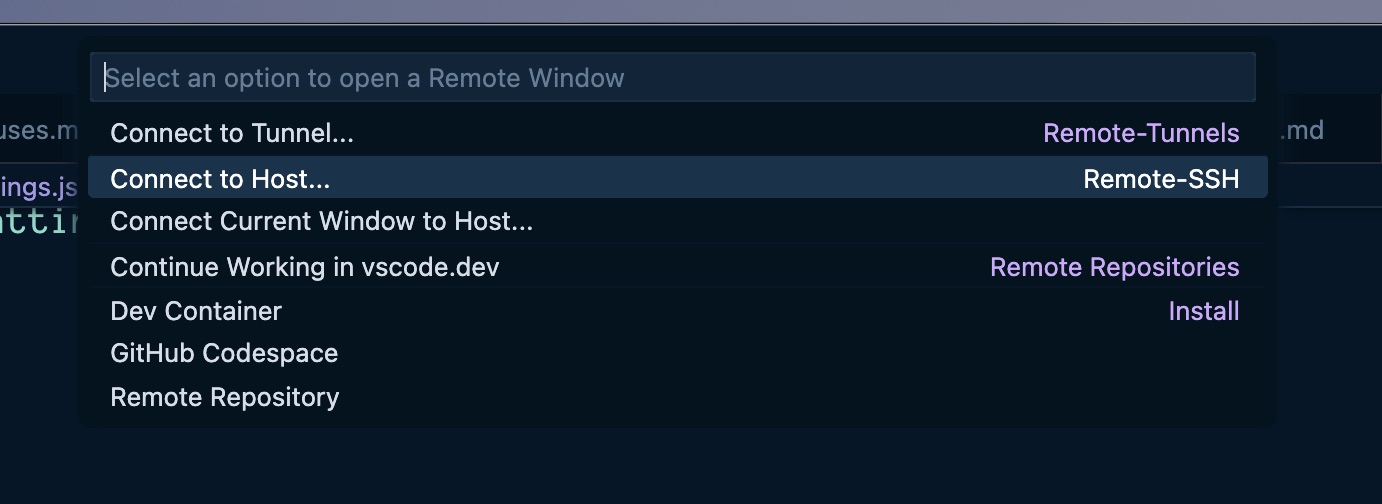 Select an option to open a Remote Window
uses.m
Connect to Tunnel... Remote-Tunnels
.md
ings.js
Connect to Host... Remote-SSH
Connect Current Window to Host...
Continue Working in vscode.dev Remote Repositories
Dev Container Install
GitHub Codespace
Remote Repository